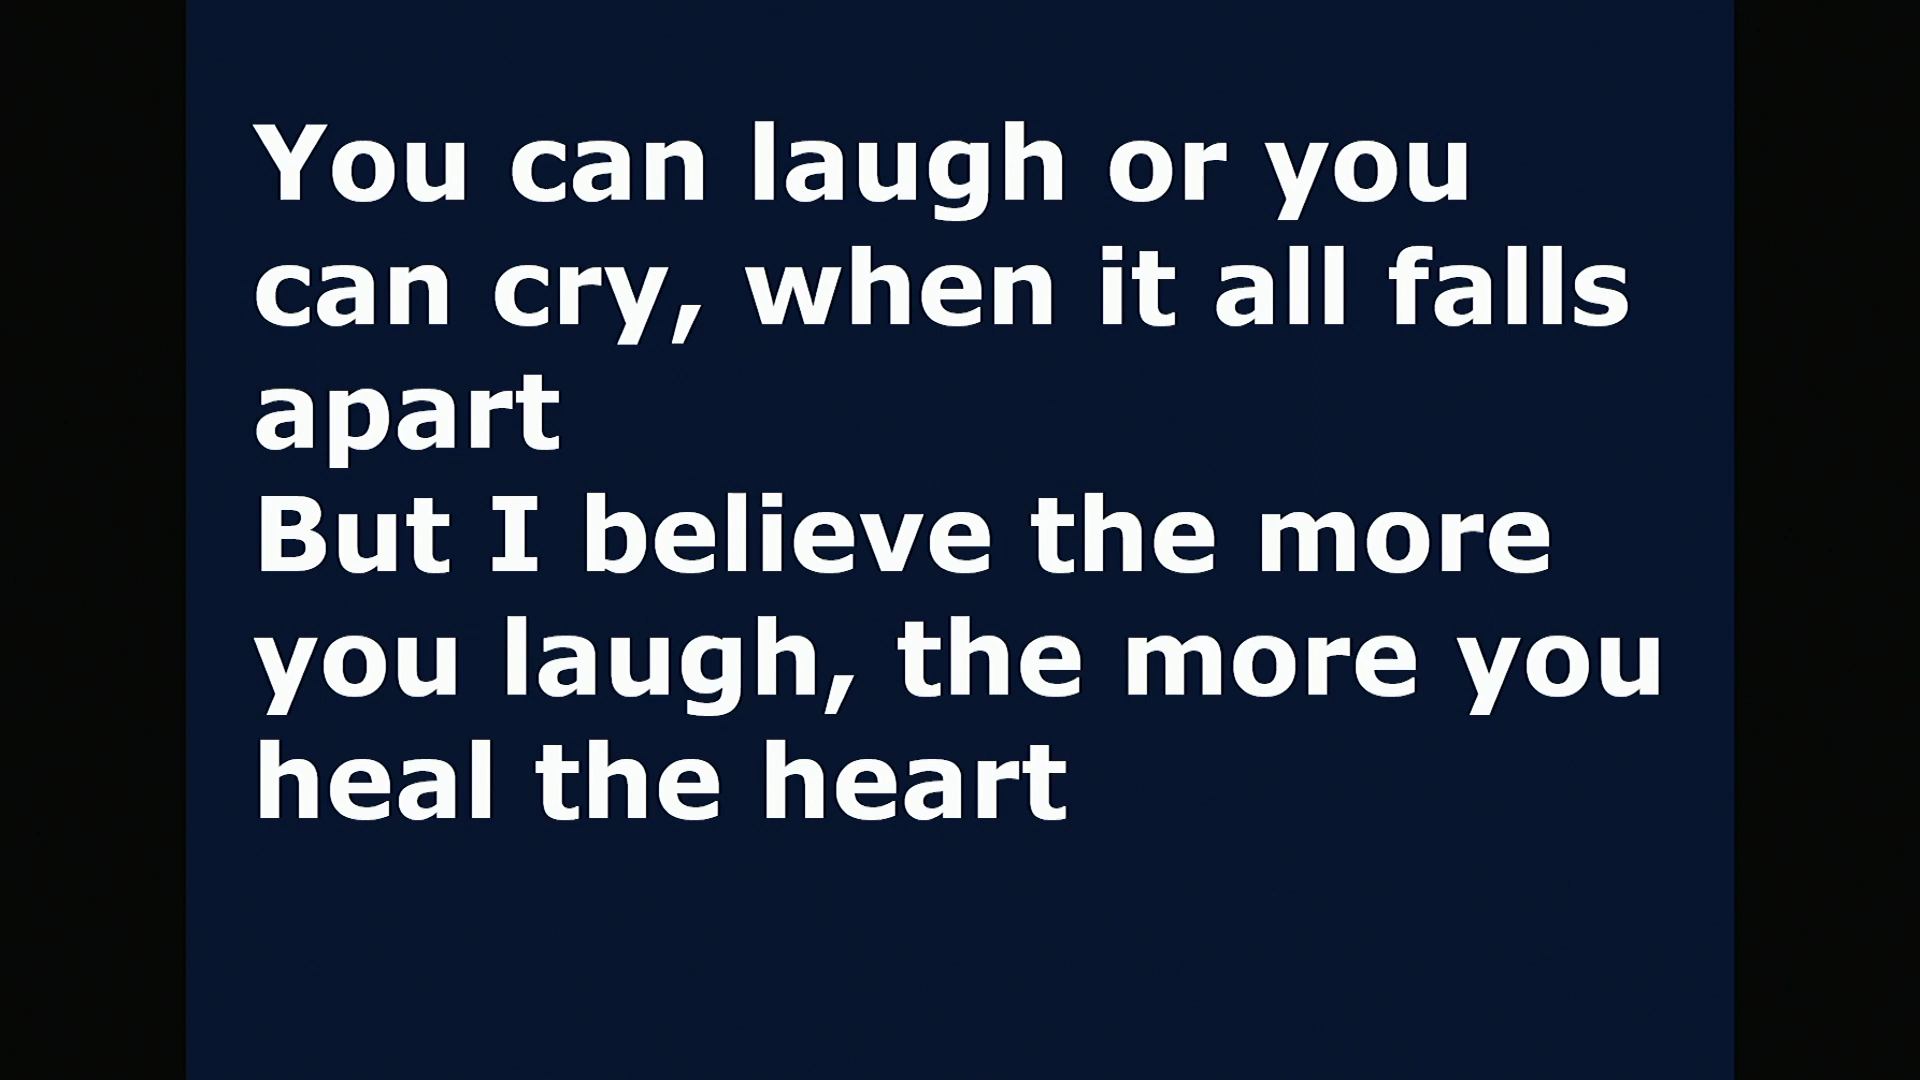 You can laugh or you
can cry, when it all falls
apart
But I believe the more
you laugh, the more you
heal the heart